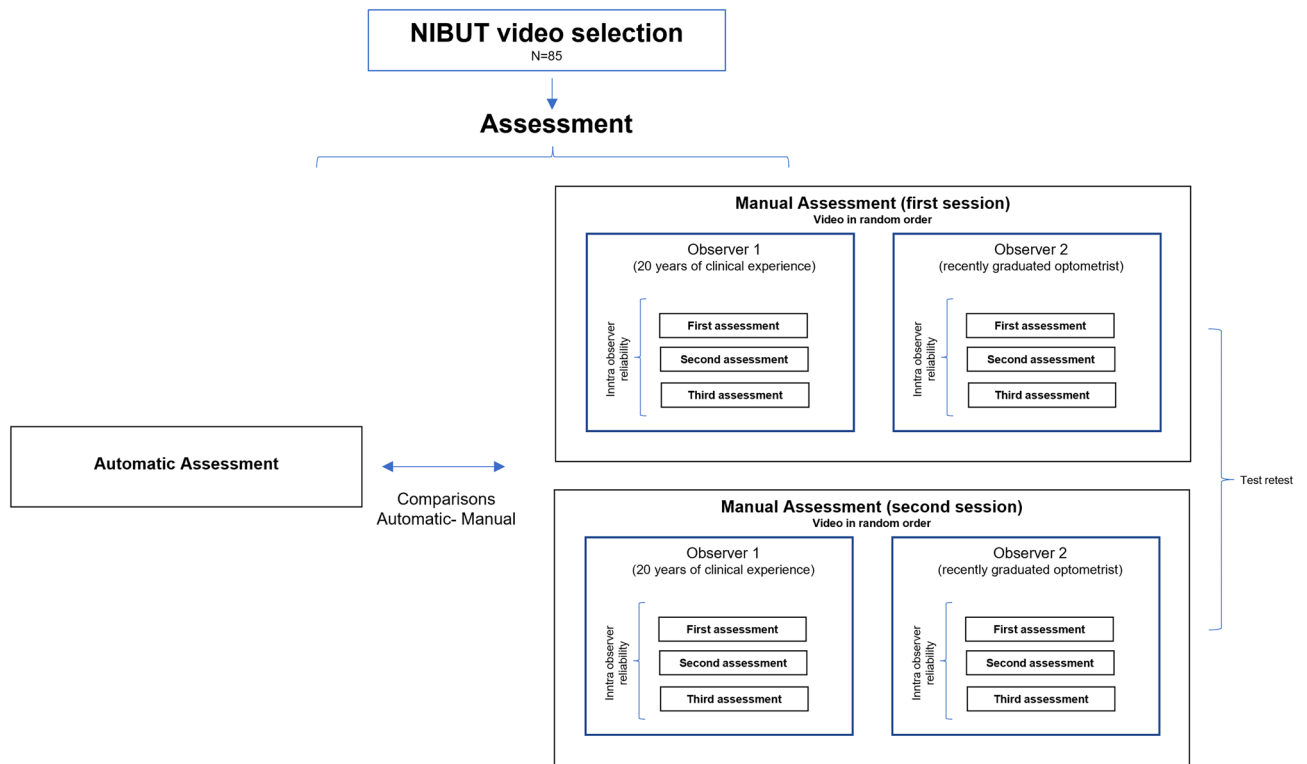 NIBUT video selection
N=85
Assessment
Manual Assessment (first session)
Video in random order
Observer 1
(20 years of clinical experience)
Inntra observer
reliability
First assessment
Second assessment
Third assessment
Observer 2
(recently graduated optometrist)
Inntra observer
reliability
First assessment
Second assessment
Third assessment
Automatic Assessment
Comparisons
Automatic- Manual
Test retest
Manual Assessment (second session)
Video in random order
Observer 1
(20 years of clinical experience)
Inntra observer
reliability
First assessment
Second assessment
Third assessment
Observer 2
(recently graduated optometrist)
Inntra observer
reliability
First assessment
Second assessment
Third assessment